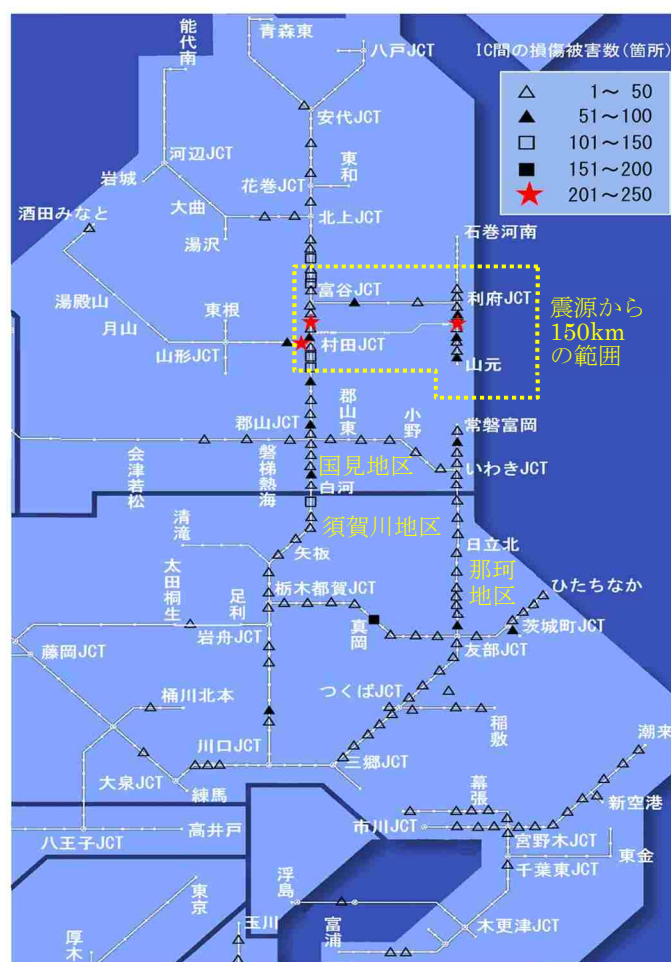 能代南
青森東
八戸JCT
IC間の損傷被害数(箇所)
1～ 50
51～100
101～150
151～200
201～250
安代JCT
河辺JCT
岩城
東和
花巻JCT
大曲
北上JCT
酒田みなと
湯沢
石巻河南
湯殿山
東根
富谷JCT
利府JCT
月山
震源から
150km
の範囲
山形JCT
村田JCT
山元
郡山JCT
郡山東
小野
常磐富岡
会津若松
磐梯熱海
国見地区
いわきJCT
白河
清滝
須賀川地区
矢板
日立北
太田桐生
足利
栃木都賀JCT
那珂
地区
ひたちなか
岩舟JCT
真岡
茨城町JCT
藤岡JCT
友部JCT
桶川北本
つくばJCT
稲敷
潮来
川口JCT
三郷JCT
大泉JCT
練馬
幕張
新空港
市川JCT
八王子JCT
高井戸
宮野木JCT
東金
千葉東JCT
東京
浮島
玉川
富浦
木更津JCT
厚木